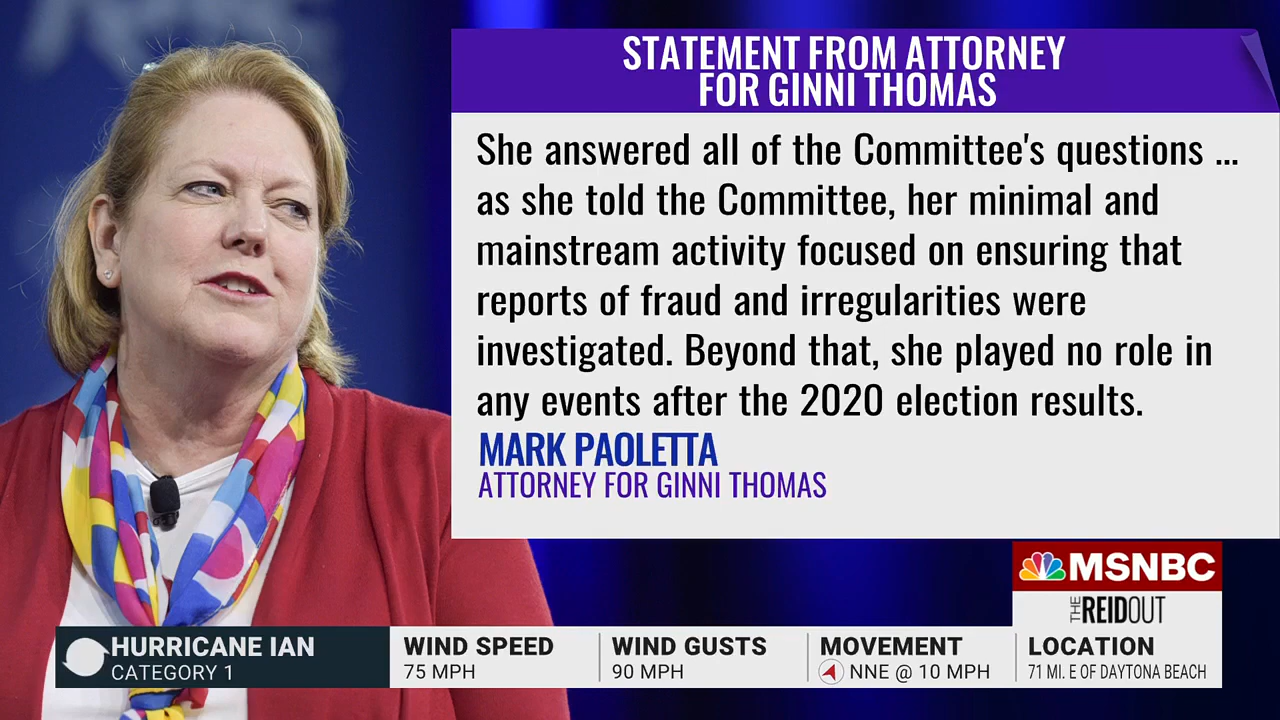 STATEMENT FROM ATTORNEY
FOR GINNI THOMAS
She answered all of the Committee's questions ...
as she told the Committee, her minimal and
mainstream activity focused on ensuring that
reports of fraud and irregularities were
investigated. Beyond that, she played no role in
any events after the 2020 election results.
MARK PAOLETTA
ATTORNEY FOR GINNI THOMAS
MSNBC
THE REIDOUT
HURRICANE IAN
CATEGORY 1
WIND SPEED
75 MPH
WIND GUSTS
90 MPH
MOVEMENT
NNE @ 10 MPH
LOCATION
71 MI. E OF DAYTONA BEACH